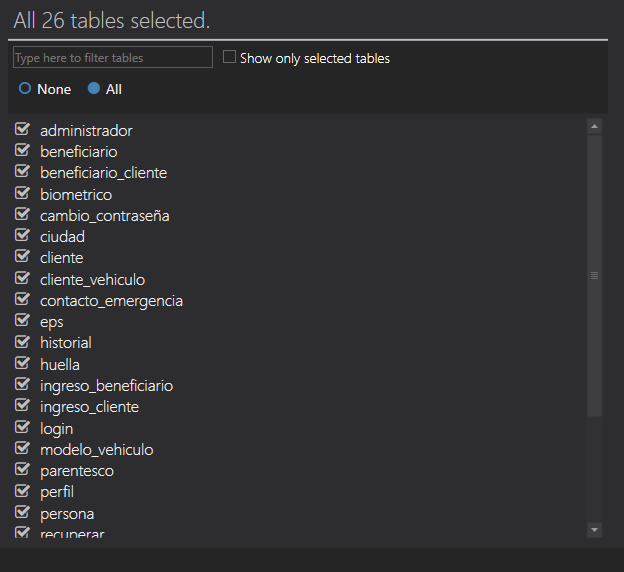 All 26 tables selected.
Type here to filter tables
Show only selected tables
None
All
administrador
beneficiario
beneficiario_cliente
biometrico
cambio_contraseña
ciudad
cliente
cliente_vehiculo
contacto_emergencia
eps
historial
huella
ingreso_beneficiario
ingreso_cliente
login
modelo_vehiculo
parentesco
perfil
persona
recuperar